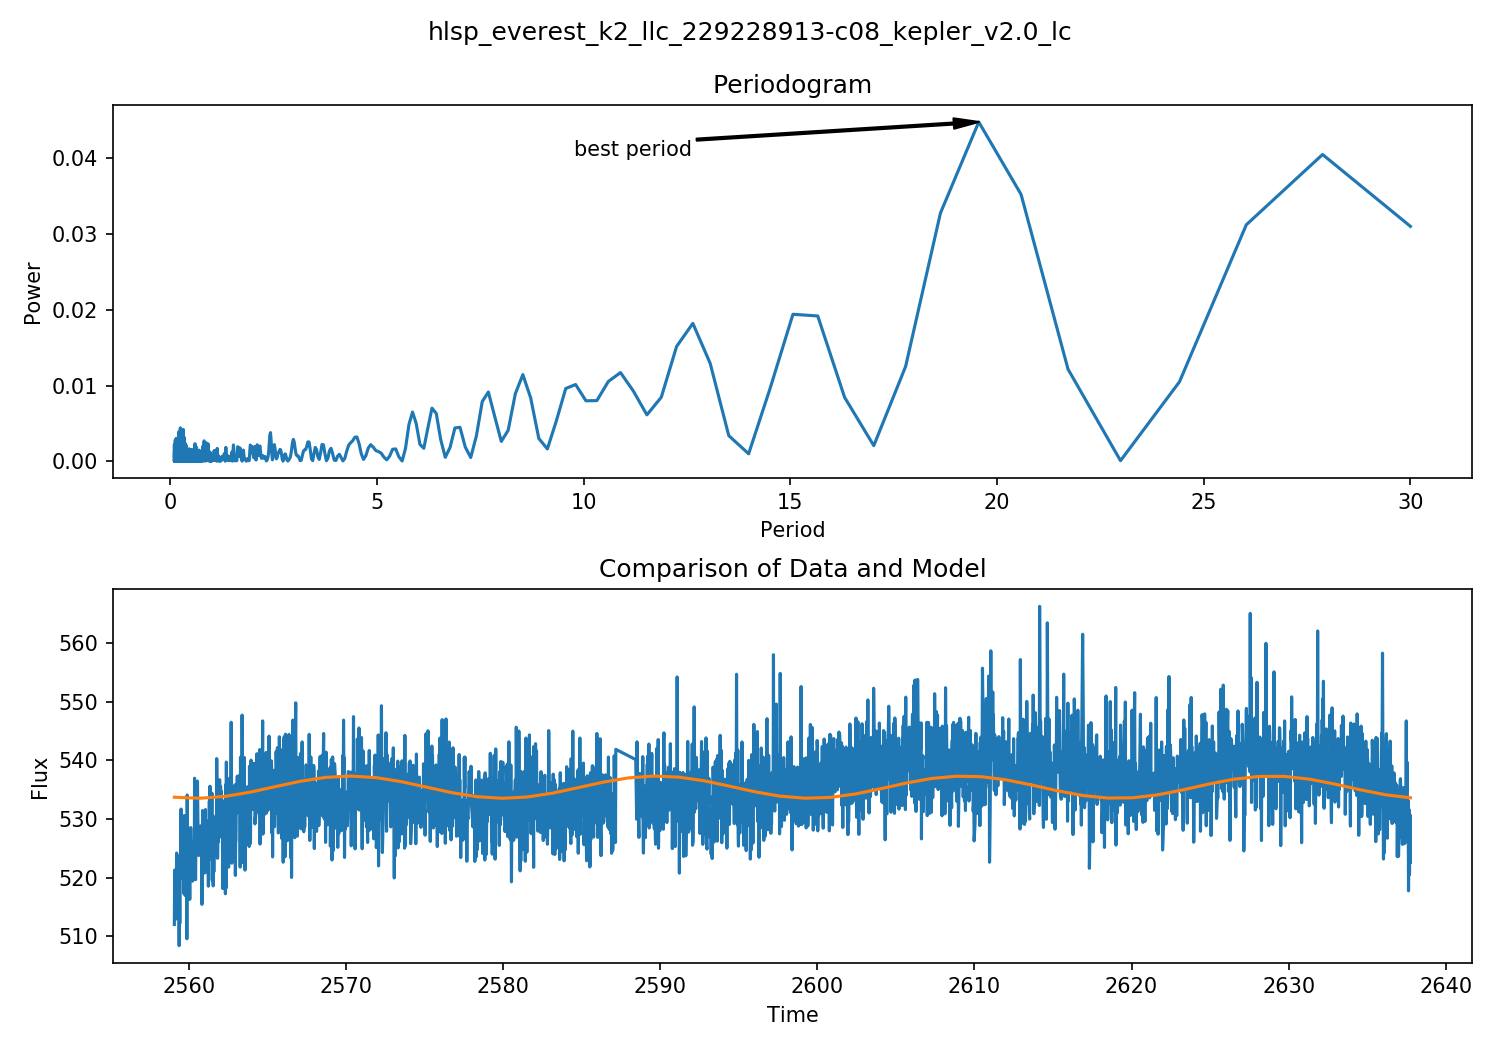 hlsp_everest_k2_llc_229228913-c08_kepler_v2.0_lc
Periodogram
best period
0.04
0.03
0.02
0.01
0.00
Power
0 5 10 15 20 25 30
Period
Comparison of Data and Model
560
550
540
530
520
510
Flux
2560 2570 2580 2590 2600 2610 2620 2630 2640
Time